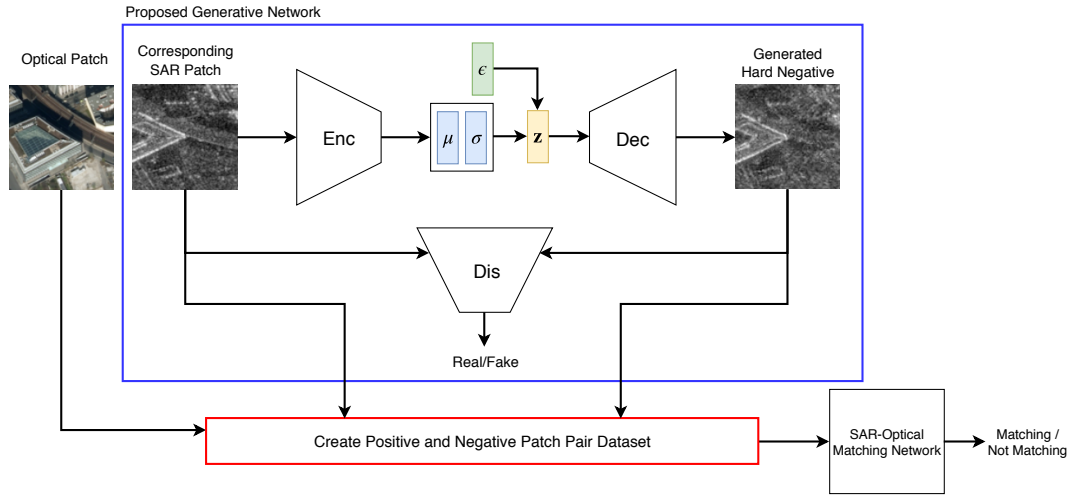 Proposed Generative Network
Optical Patch
Corresponding
SAR Patch
Generated
Hard Negative
ϵ
Enc
μ
σ
z
Dec
Dis
Real/Fake
Create Positive and Negative Patch Pair Dataset
SAR-Optical
Matching Network
Matching /
Not Matching